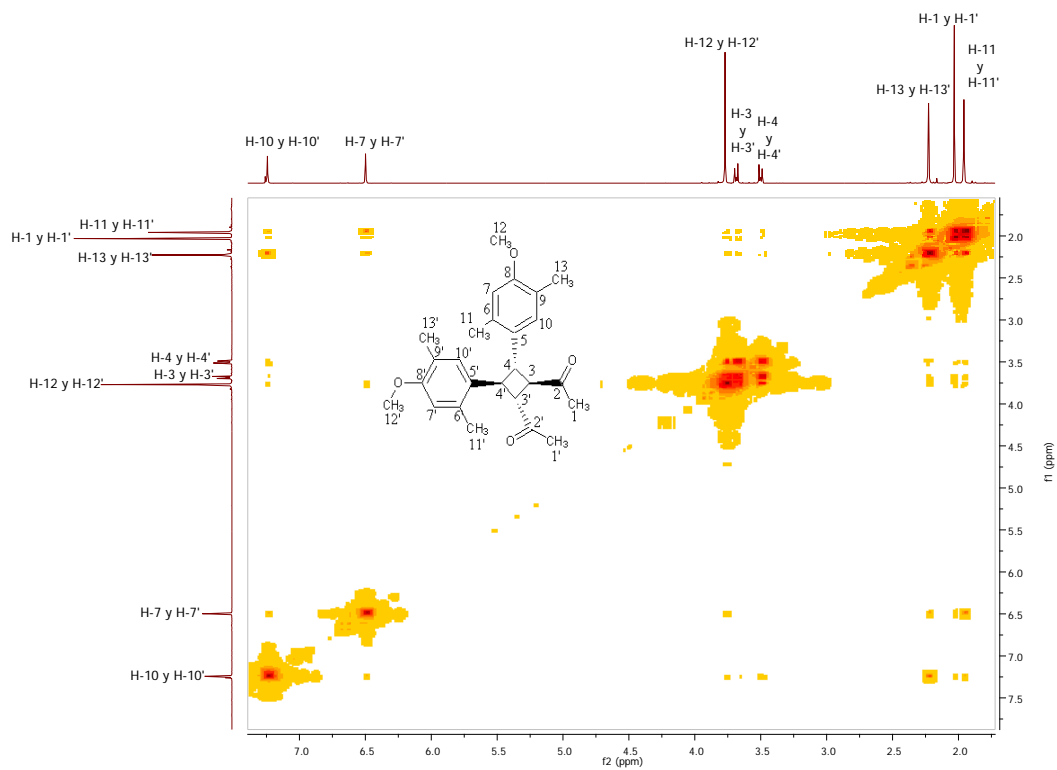 H-1 y H-1'
H-12 y H-12'
H-11
y
H-11'
H-13 y H-13'
H-3
y
H-3'
H-4
y
H-4'
H-10 y H-10'
H-7 y H-7'
H-11 y H-11'
H-1 y H-1'
H-13 y H-13'
H-4 y H-4'
H-3 y H-3'
H-12 y H-12'
H-7 y H-7'
H-10 y H-10'
12
CH3
O
8
13
CH3
7
9
6
10
11
CH3
5
13'
CH3
9'
10'
4
3
O
8'
5'
2
O
CH3
12'
7'
6'
4'
3'
CH3
1
CH3
11'
2'
O
CH3
1'
2.0
2.5
3.0
3.5
4.0
4.5
5.0
5.5
6.0
6.5
7.0
7.5
f1 (ppm)
7.0 6.5 6.0 5.5 5.0 4.5 4.0 3.5 3.0 2.5 2.0
f2 (ppm)